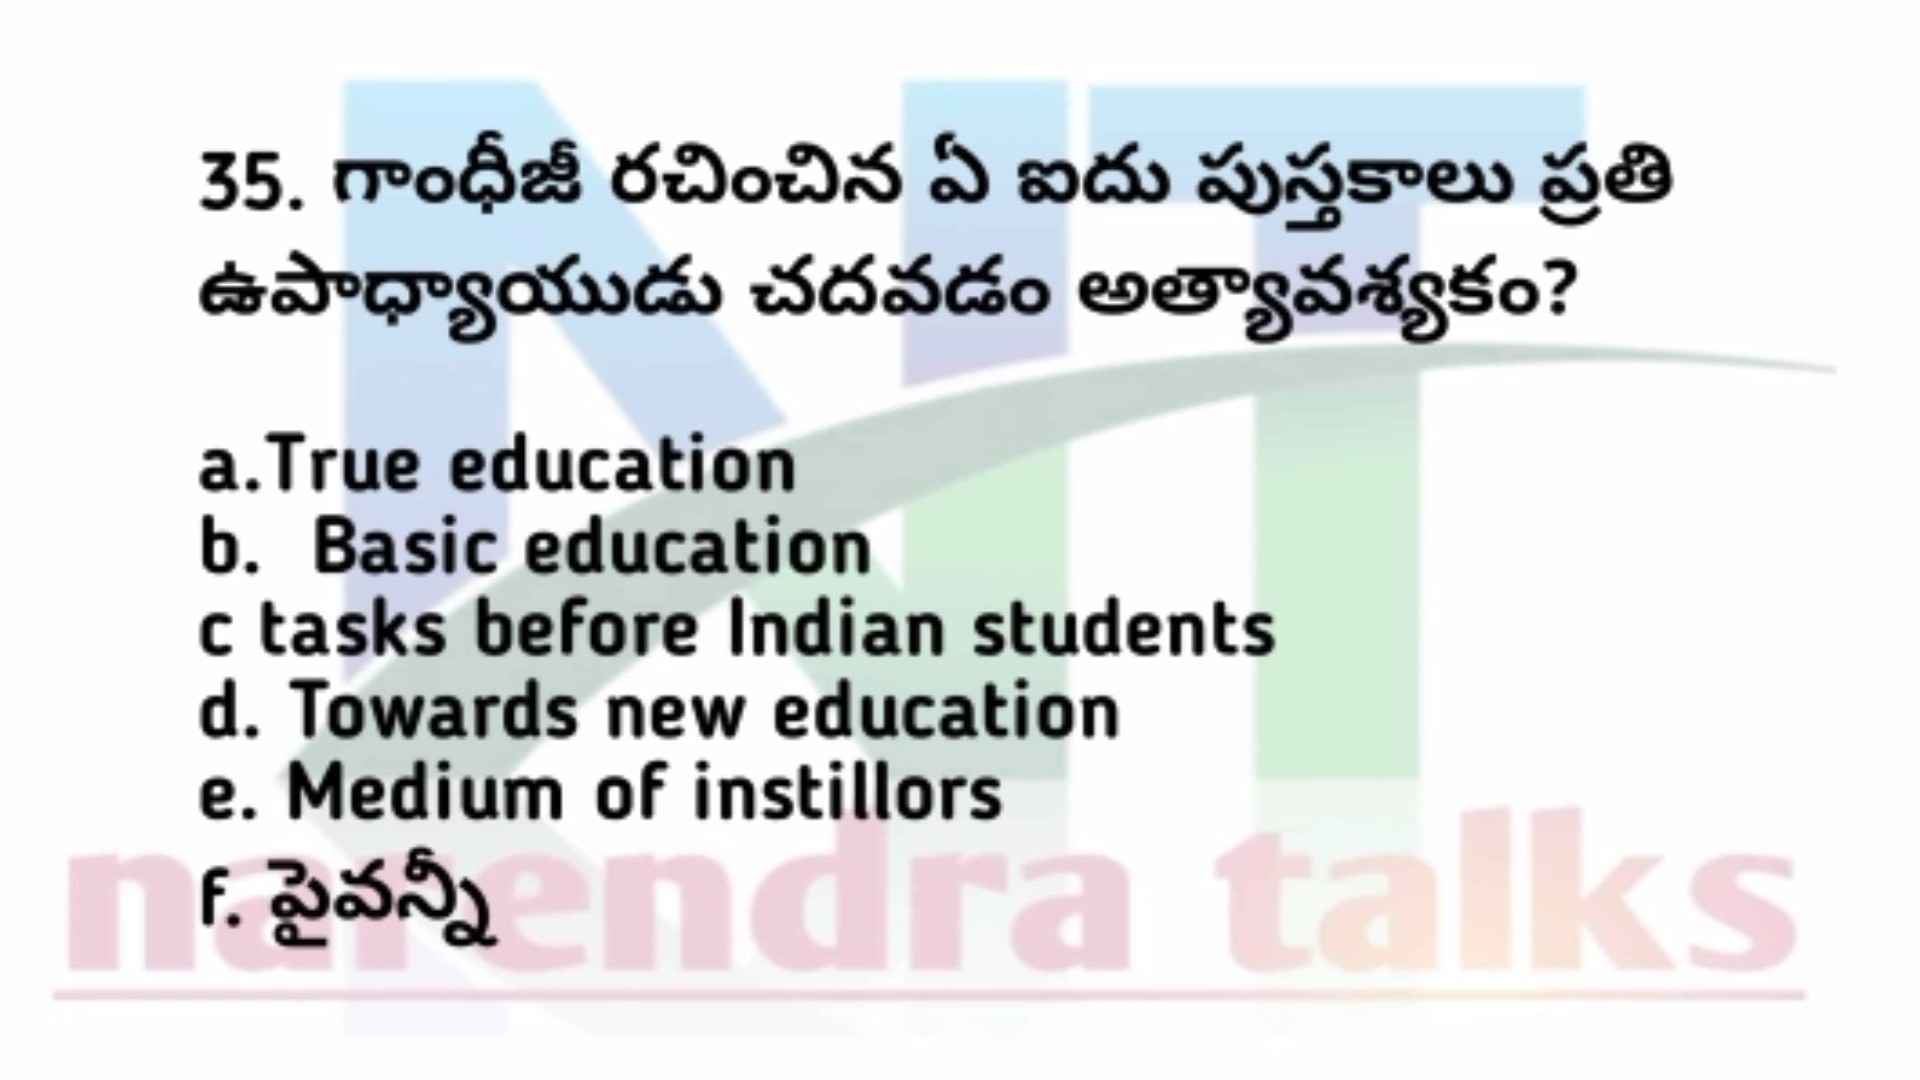 35. గాంధీజీ రచించిన ఏ ఐదు పుస్తకాలు ప్రతి
ఉపాధ్యాయుడు చదవడం అత్యావశ్యకం?
a.True education
b. Basic education
c tasks before Indian students
d. Towards new education
e. Medium of instillors
f. పైవన్నీ
narendra talks